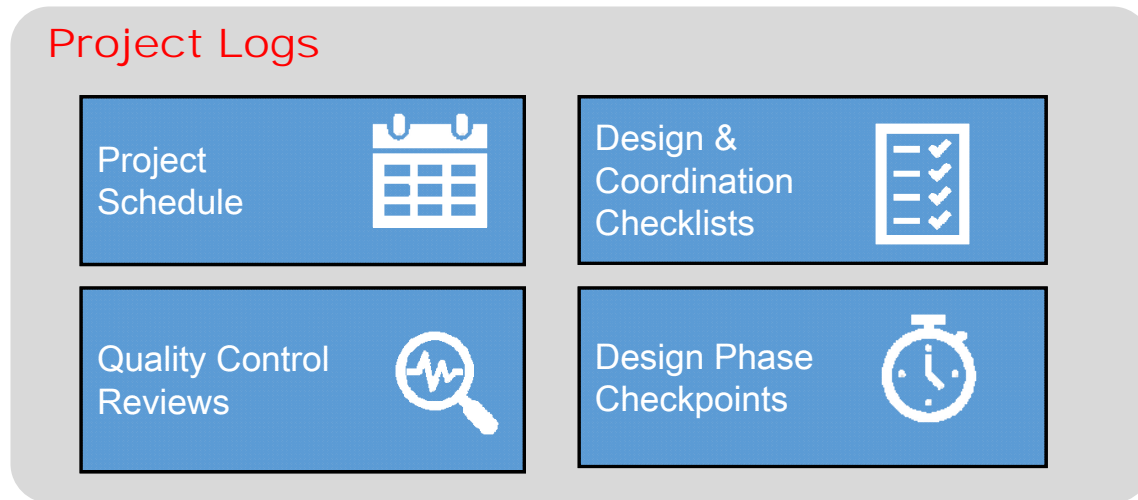 Project Logs
Project
Schedule
Design &
Coordination
Checklists
Quality Control
Reviews
Design Phase
Checkpoints